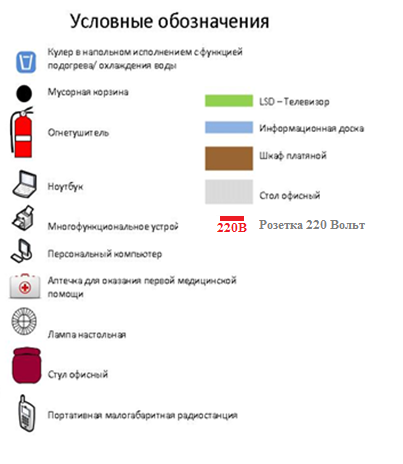 Условные обозначения
Кулер в напольном исполнением с функцией
подогрева/ охлаждения воды
Мусорная корзина
Огнетушитель
Ноутбук
Многофункциональное устрой
Персональный компьютер
Аптечка для оказания первой медицинской
помощи
Лампа настольная
Стул офисный
Портативная малогабаритная радиостанция
LSD – Телевизор
Информационная доска
Шкаф платяной
Стол офисный
220В Розетка 220 Вольт